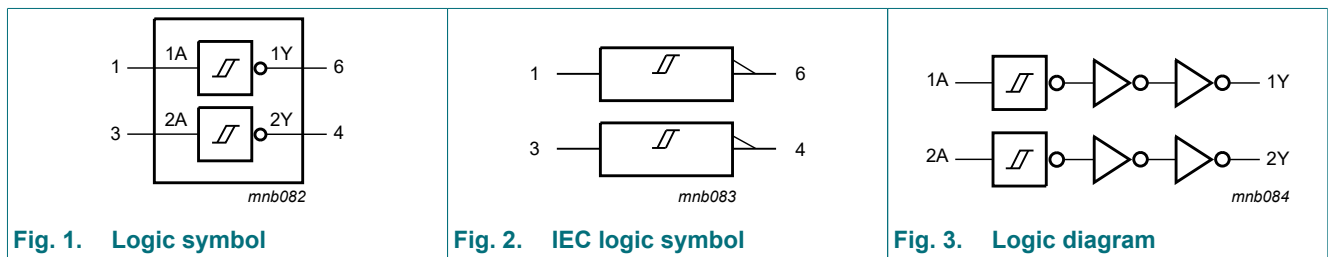 1A 1Y
1 6
2A 2Y
3 4
mnb082
Fig. 1. Logic symbol
1 6
3 4
mnb083
Fig. 2. IEC logic symbol
1A 1Y
2A 2Y
mnb084
Fig. 3. Logic diagram